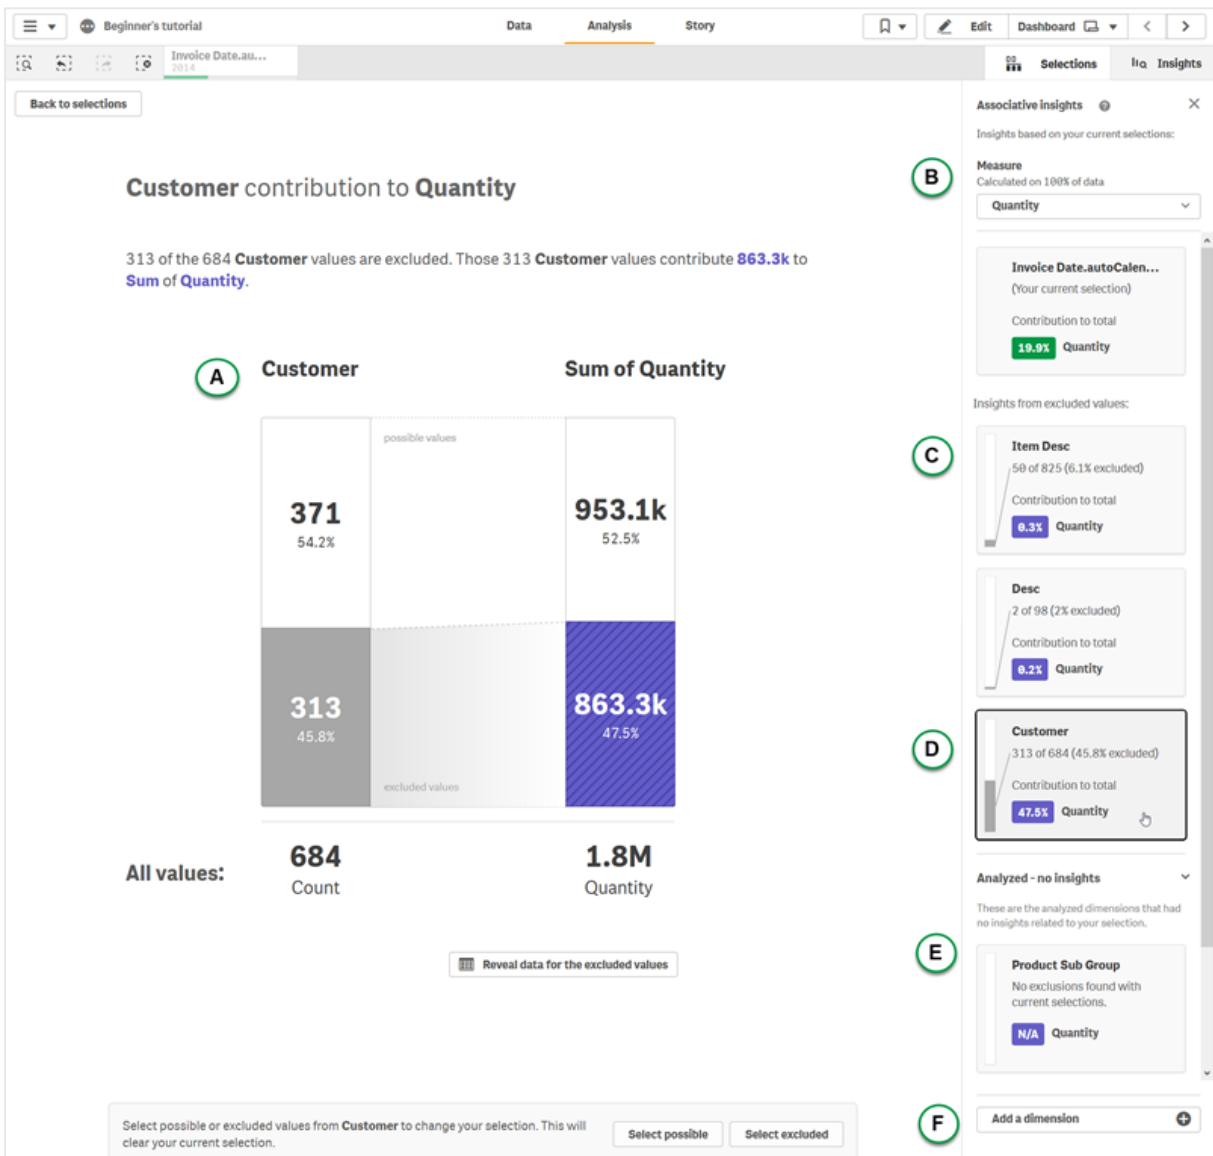 Beginner's tutorial
Data
Analysis
Story
Edit
Dashboard
Invoice Date.au...
2014
Selections
Insights
Back to selections
Customer contribution to Quantity
313 of the 684 Customer values are excluded. Those 313 Customer values contribute 863.3k to
Sum of Quantity.
A
Customer
Sum of Quantity
possible values
371
54.2%
953.1k
52.5%
313
45.8%
863.3k
47.5%
excluded values
All values:
684
Count
1.8M
Quantity
Reveal data for the excluded values
Select possible or excluded values from Customer to change your selection. This will
clear your current selection.
Select possible
Select excluded
Associative insights
Insights based on your current selections:
B
Measure
Calculated on 100% of data
Quantity
Invoice Date.autoCalen...
(Your current selection)
Contribution to total
19.9% Quantity
Insights from excluded values:
C
Item Desc
50 of 825 (6.1% excluded)
Contribution to total
0.3% Quantity
Desc
2 of 98 (2% excluded)
Contribution to total
0.2% Quantity
D
Customer
313 of 684 (45.8% excluded)
Contribution to total
47.5% Quantity
Analyzed - no insights
These are the analyzed dimensions that had
no insights related to your selection.
E
Product Sub Group
No exclusions found with
current selections.
N/A Quantity
F
Add a dimension